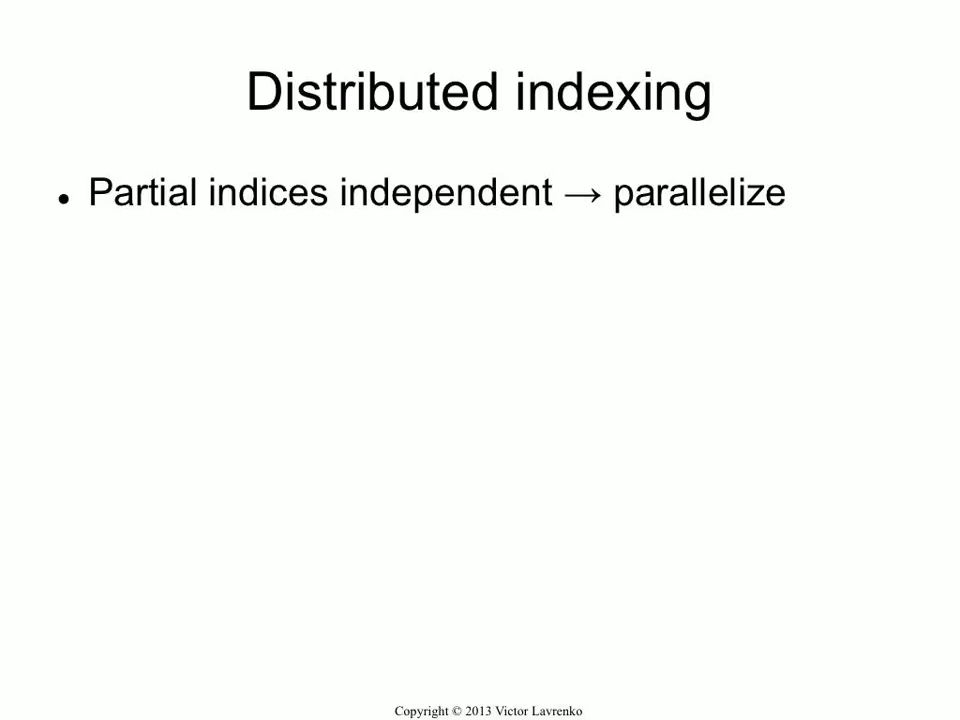 Distributed indexing
• Partial indices independent → parallelize
Copyright © 2013 Victor Lavrenko